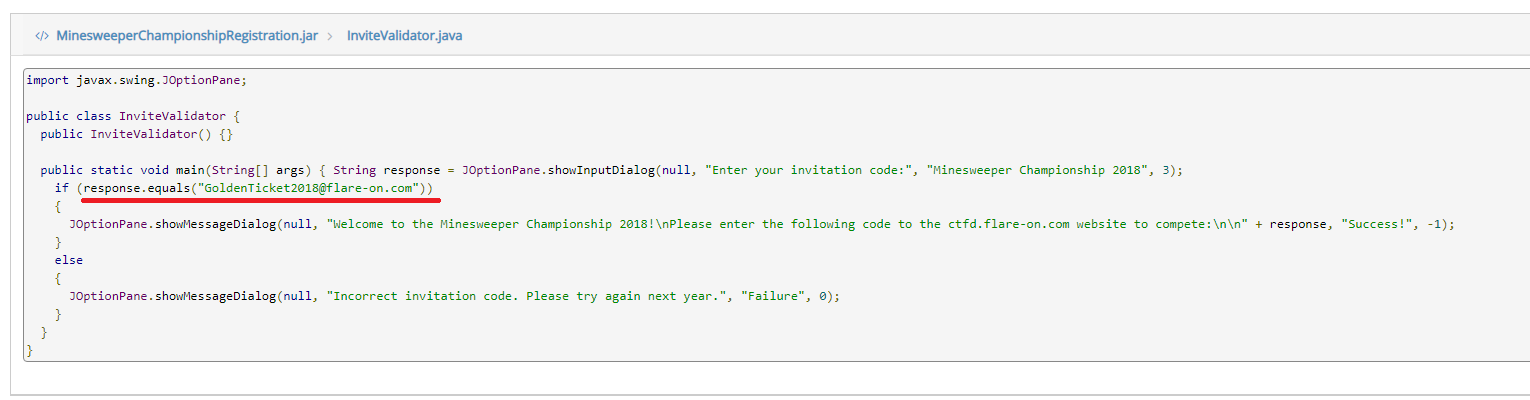 </> MinesweeperChampionshipRegistration.jar > InviteValidator.java
import javax.swing.JOptionPane;
public class InviteValidator {
public InviteValidator() {}
public static void main(String[] args) { String response = JOptionPane.showInputDialog(null, "Enter your invitation code:", "Minesweeper Championship 2018", 3);
if (response.equals("GoldenTicket2018@flare-on.com"))
{
JOptionPane.showMessageDialog(null, "Welcome to the Minesweeper Championship 2018!\nPlease enter the following code to the ctfd.flare-on.com website to compete:\n\n" + response, "Success!", -1);
}
else
{
JOptionPane.showMessageDialog(null, "Incorrect invitation code. Please try again next year.", "Failure", 0);
}
}
}